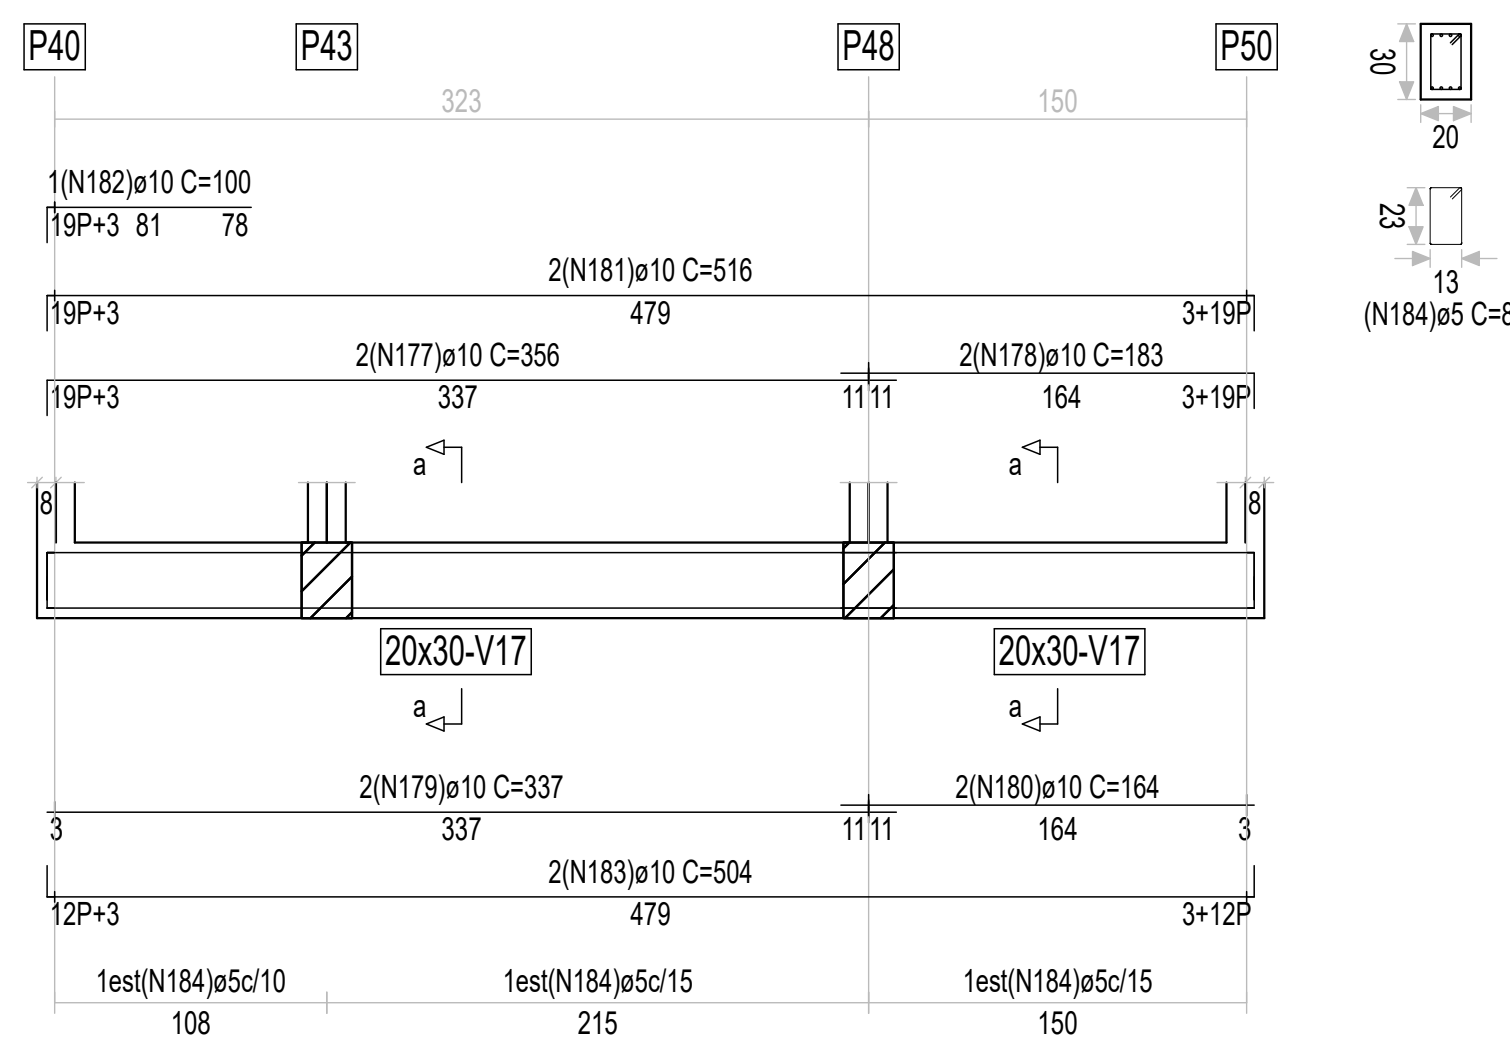 P40 P43 P48 P50
323 150
30
20
1(N182)ø10 C=100
19P+3 81 78
23
13
(N184)ø5 C=8
2(N181)ø10 C=516
19P+3 479 3+19P
2(N177)ø10 C=356 2(N178)ø10 C=183
19P+3 337 11 11 164 3+19P
a a
8 8
20x30-V17 20x30-V17
a a
2(N179)ø10 C=337 2(N180)ø10 C=164
3 337 11 11 164 3
2(N183)ø10 C=504
12P+3 479 3+12P
1est(N184)ø5c/10 1est(N184)ø5c/15 1est(N184)ø5c/15
108 215 150